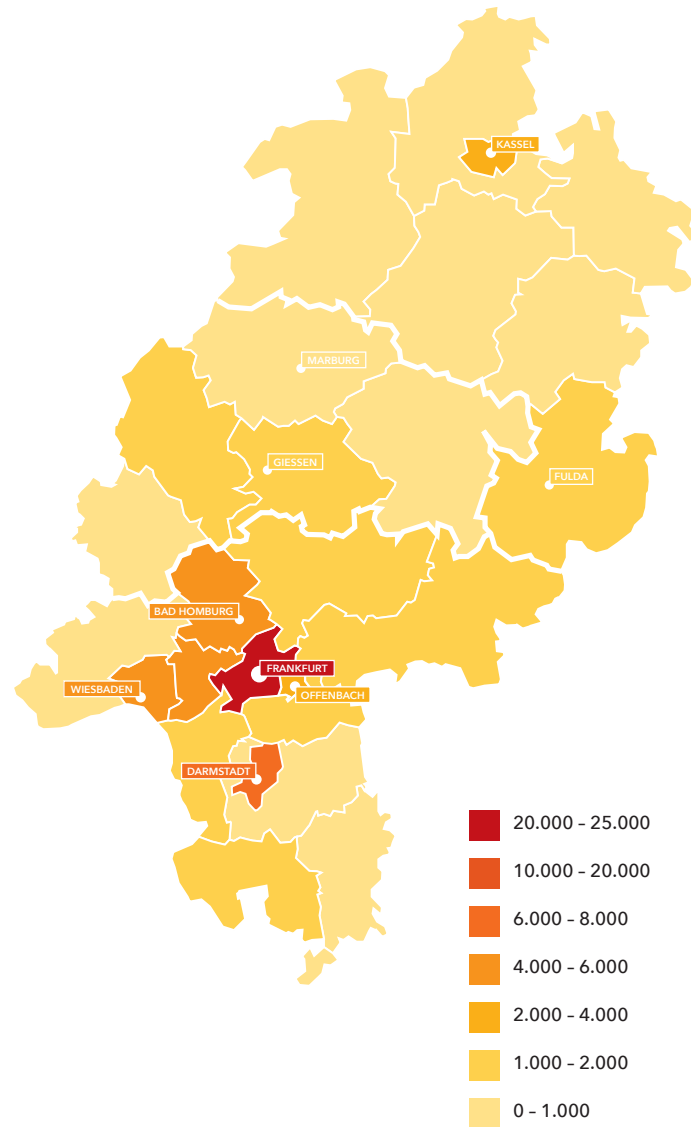 KASSEL
MARBURG
GIESSEN
FULDA
BAD HOMBURG
FRANKFURT
WIESBADEN
OFFENBACH
DARMSTADT
20.000 – 25.000
10.000 – 20.000
6.000 – 8.000
4.000 – 6.000
2.000 – 4.000
1.000 – 2.000
0 – 1.000